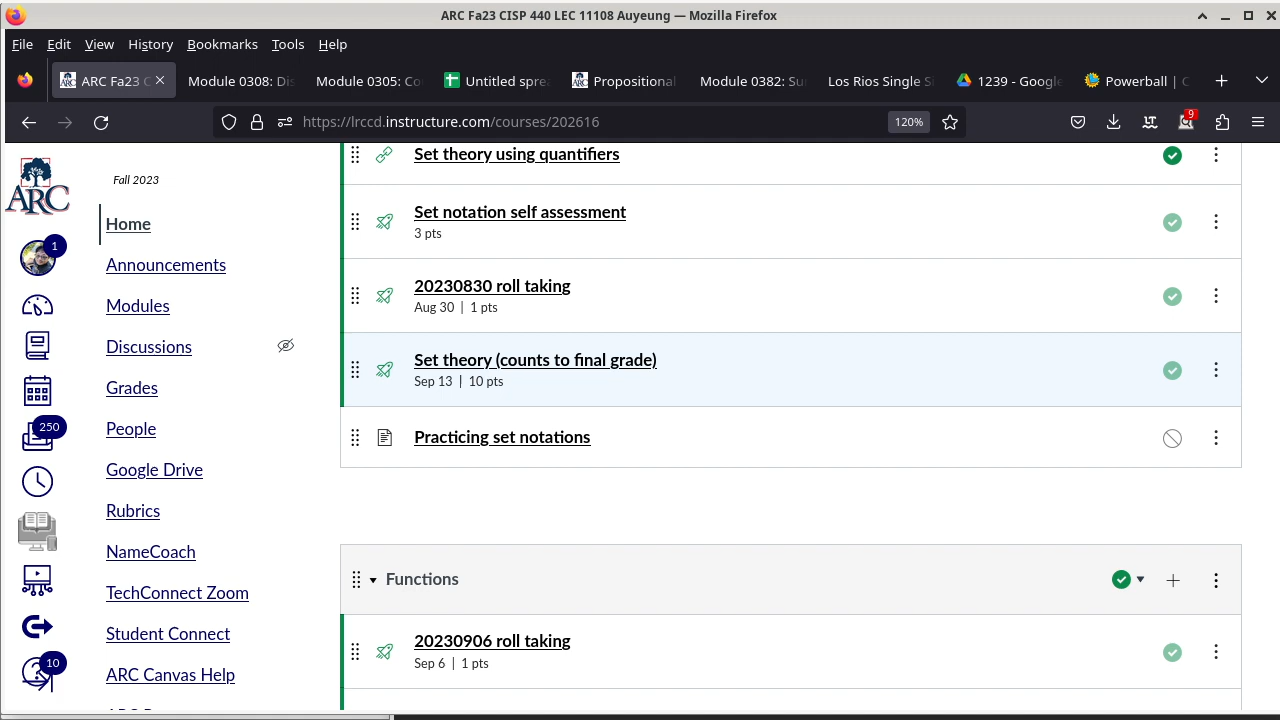 ARC Fa23 CISP 440 LEC 11108 Auyeung — Mozilla Firefox
File Edit View History Bookmarks Tools Help
ARC Fa23 C Module 0308: Dis Module 0305: Co Untitled spre Propositional Module 0382: Su Los Rios Single Si 1239 - Google Powerball | C
https://lrccd.instructure.com/courses/202616 120% 9
ARC
1
250
10
Fall 2023
Home
Announcements
Modules
Discussions
Grades
People
Google Drive
Rubrics
NameCoach
TechConnect Zoom
Student Connect
ARC Canvas Help
Set theory using quantifiers
Set notation self assessment
3 pts
20230830 roll taking
Aug 30 | 1 pts
Set theory (counts to final grade)
Sep 13 | 10 pts
Practicing set notations
Functions
20230906 roll taking
Sep 6 | 1 pts